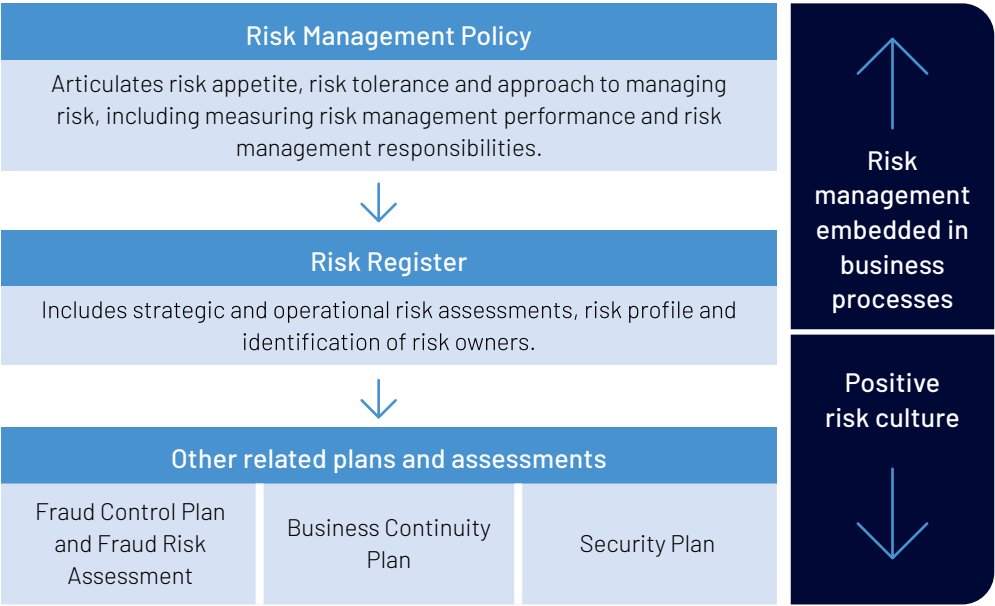 Risk Management Policy
Articulates risk appetite, risk tolerance and approach to managing
risk, including measuring risk management performance and risk
management responsibilities.
Risk Register
Includes strategic and operational risk assessments, risk profile and
identification of risk owners.
Other related plans and assessments
Fraud Control Plan
and Fraud Risk
Assessment
Business Continuity
Plan
Security Plan
Risk
management
embedded in
business
processes
Positive
risk culture